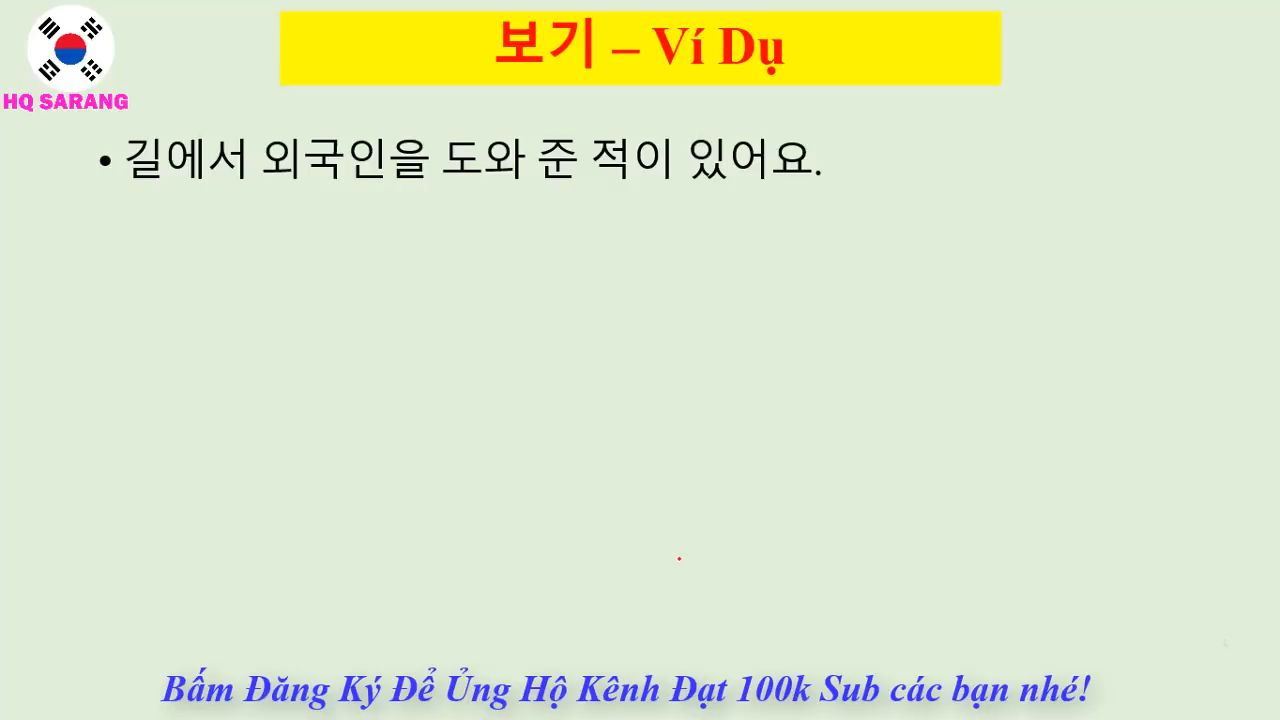 보기 – Ví Dụ
HQ SARANG
• 길에서 외국인을 도와 준 적이 있어요.
Bấm Đăng Ký Để Ủng Hộ Kênh Đạt 100k Sub các bạn nhé!